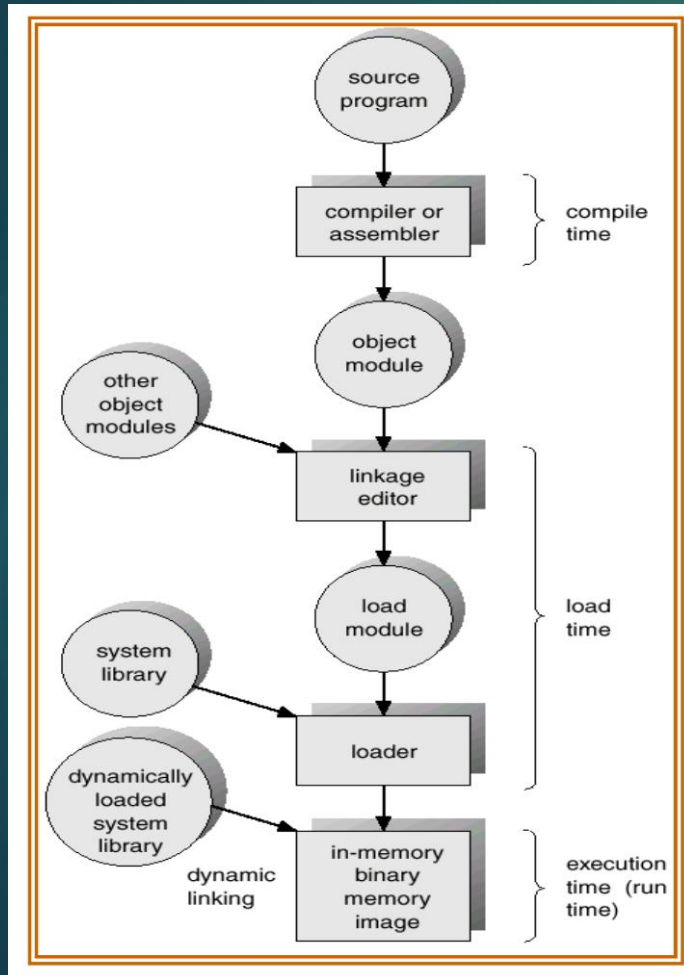 source
program
compiler or
assembler
compile
time
object
module
other
object
modules
linkage
editor
load
module
load
time
system
library
loader
dynamically
loaded
system
library
dynamic
linking
in-memory
binary
memory
image
execution
time (run
time)